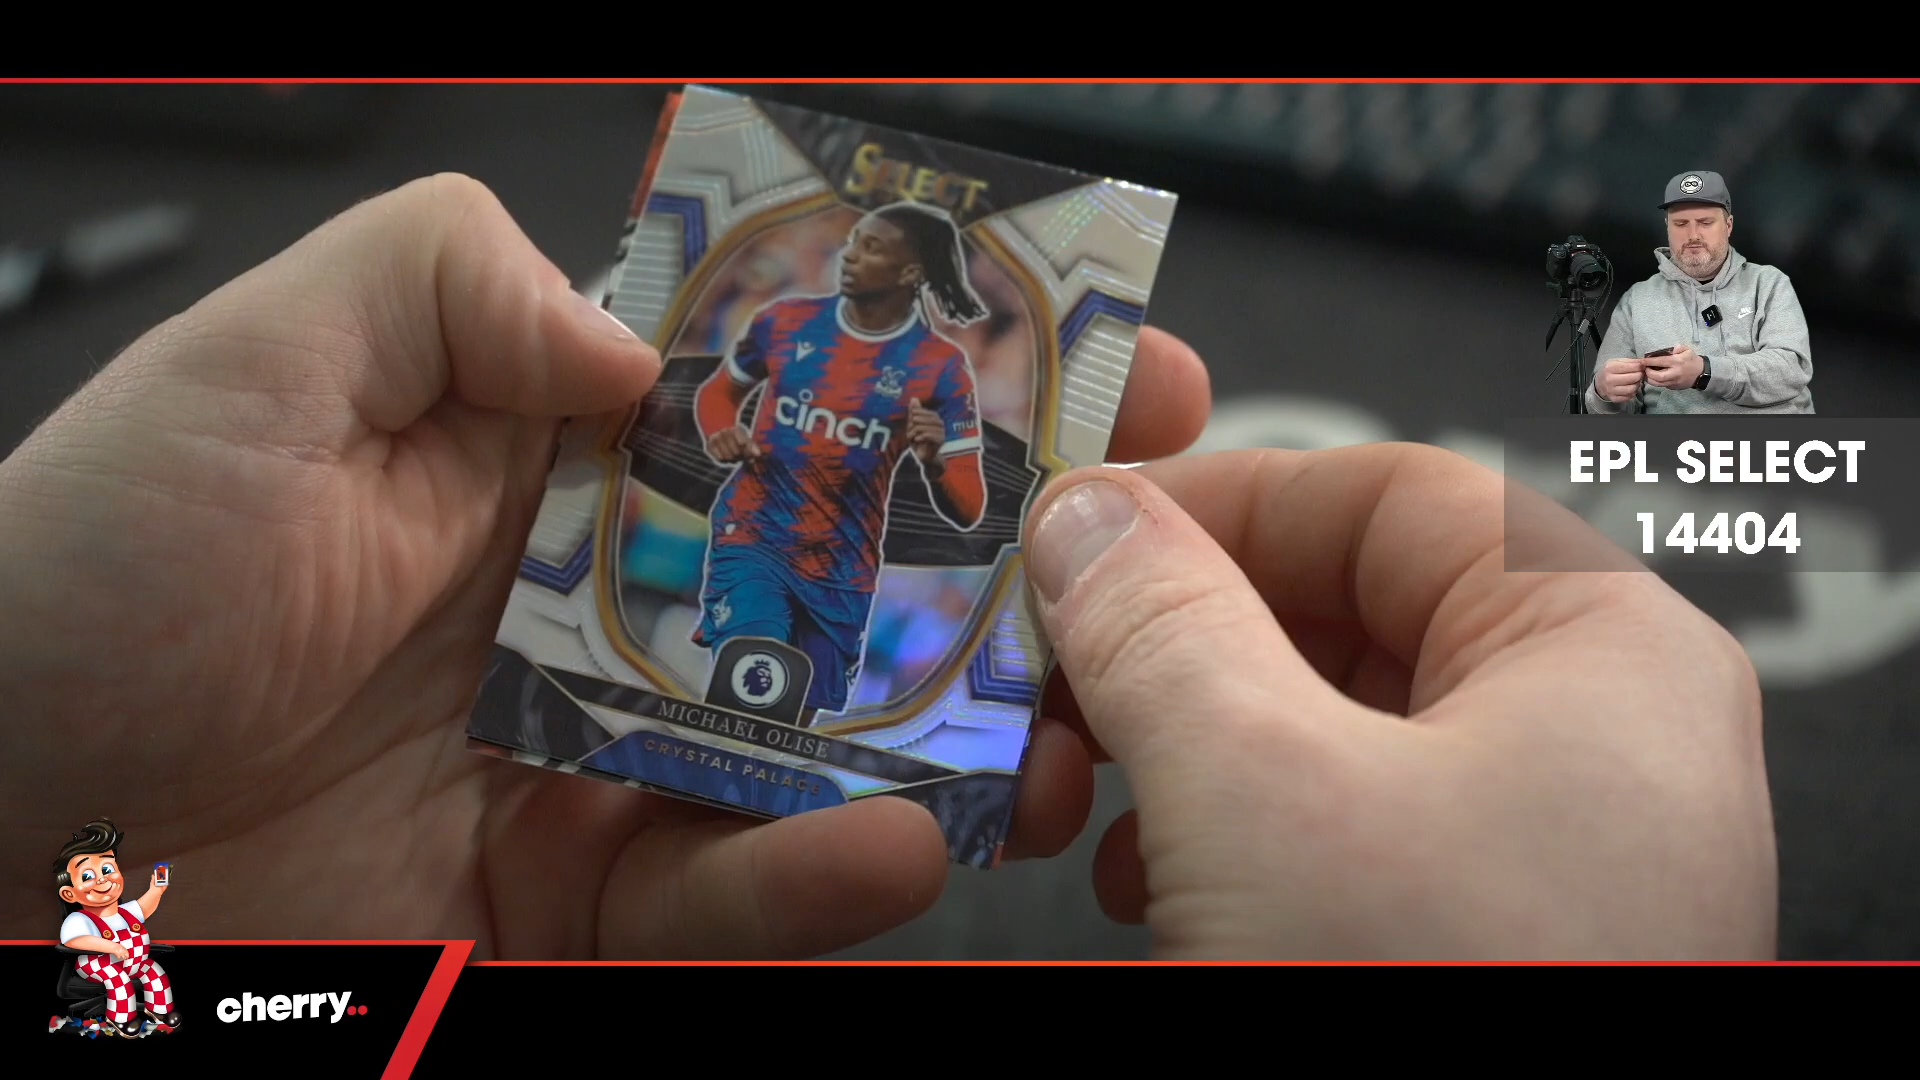 SELECT
cinch
MICHAEL OLISE
CRYSTAL PALACE
EPL SELECT
14404
cherry..